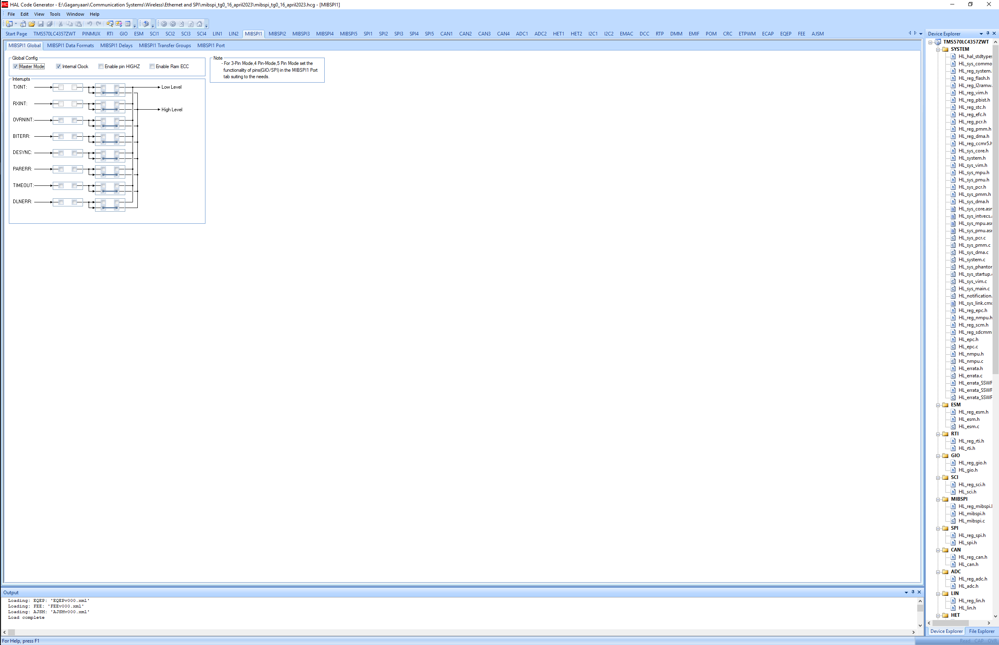 HC HAL Code Generator - E:\Gaganyaan\Communication Systems\Wireless\Ethernet and SPI\mibspi_tg0_16_april2023\mibspi_tg0_16_april2023.hcg - [MIBSPI1]
File Edit View Tools Window Help
Start Page TMS570LC4357ZWT PINMUX RTI GIO ESM SCI1 SCI2 SCI3 SCI4 LIN1 LIN2 MIBSPI1 MIBSPI2 MIBSPI3 MIBSPI4 MIBSPI5 SPI1 SPI2 SPI3 SPI4 SPI5 CAN1 CAN2 CAN3 CAN4 ADC1 ADC2 HET1 HET2 I2C1 I2C2 EMAC DCC RTP DMM EMIF POM CRC ETPWM ECAP EQEP FEE AJSM
MIBSPI1 Global MIBSPI1 Data Formats MIBSPI1 Delays MIBSPI1 Transfer Groups MIBSPI1 Port
Global Config
Master Mode Internal Clock Enable pin HIGHZ Enable Ram ECC
Note
- For 3-Pin Mode,4 Pin-Mode,5 Pin Mode set the
functionality of pins(GIO/SPI) in the MIBSPI1 Port
tab suiting to the needs.
Interrupts
TXINT: Low Level
RXINT:
High Level
OVRNINT:
BITERR:
DESYNC:
PARERR:
TIMEOUT:
DLNERR:
Output
Loading: EQEP: 'EQEPv000.xml'
Loading: FEE: 'FEEv000.xml'
Loading: AJSM: 'AJSMv000.xml'
Load complete
For Help, press F1
Device Explorer
TMS570LC4357ZWT
SYSTEM
HL_hal_stdtypes
HL_sys_commo
HL_reg_system.
HL_reg_flash.h
HL_reg_l2ramw.
HL_reg_vim.h
HL_reg_pbist.h
HL_reg_stc.h
HL_reg_efc.h
HL_reg_pcr.h
HL_reg_pmm.h
HL_reg_dma.h
HL_reg_ccmr5.h
HL_sys_core.h
HL_system.h
HL_sys_vim.h
HL_sys_mpu.h
HL_sys_pmu.h
HL_sys_pcr.h
HL_sys_pmm.h
HL_sys_dma.h
HL_sys_core.asm
HL_sys_intvecs.a
HL_sys_mpu.asm
HL_sys_pmu.asm
HL_sys_pcr.c
HL_sys_pmm.c
HL_sys_dma.c
HL_system.c
HL_sys_phantom
HL_sys_startup.c
HL_sys_vim.c
HL_sys_main.c
HL_notification.
HL_sys_link.cmd
HL_reg_epc.h
HL_reg_nmpu.h
HL_reg_scm.h
HL_reg_sdcmm
HL_epc.h
HL_epc.c
HL_nmpu.h
HL_nmpu.c
HL_errata.h
HL_errata.c
HL_errata_SSWF
HL_errata_SSWF
HL_errata_SSWF
ESM
HL_reg_esm.h
HL_esm.h
HL_esm.c
RTI
HL_reg_rti.h
HL_rti.h
GIO
HL_reg_gio.h
HL_gio.h
SCI
HL_reg_sci.h
HL_sci.h
MIBSPI
HL_reg_mibspi.h
HL_mibspi.h
HL_mibspi.c
SPI
HL_reg_spi.h
HL_spi.h
CAN
HL_reg_can.h
HL_can.h
ADC
HL_reg_adc.h
HL_adc.h
LIN
HL_reg_lin.h
HL_lin.h
HET
Device Explorer File Explorer
Read CAP OVR